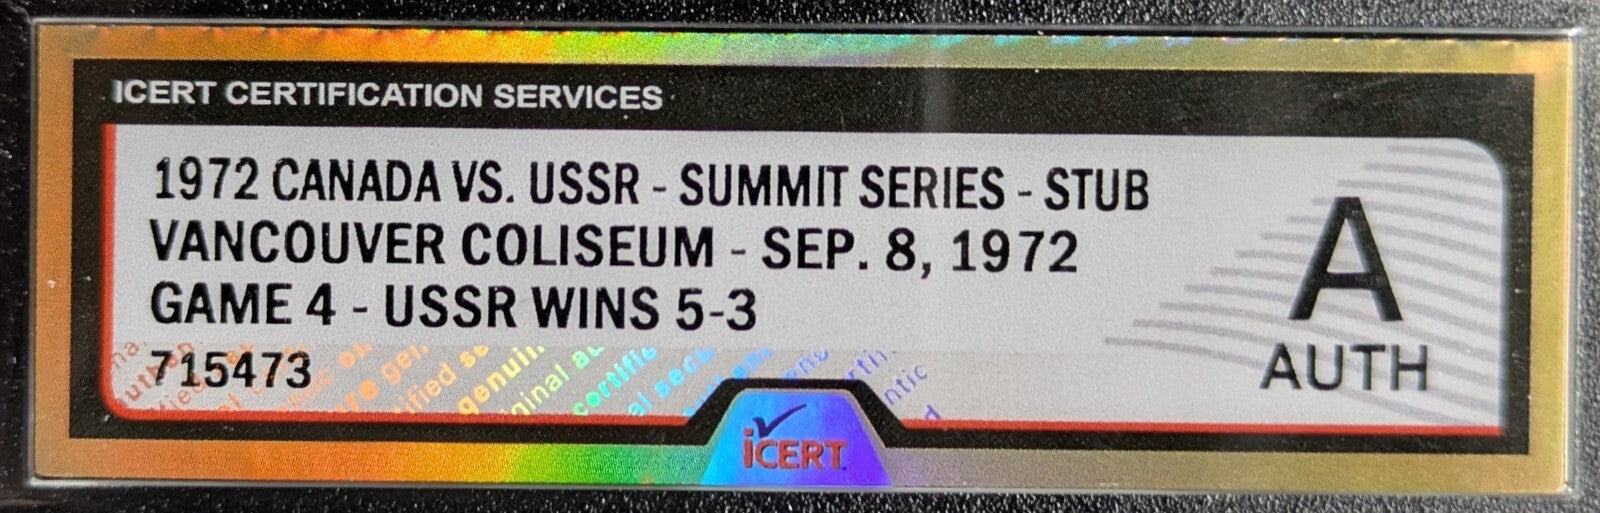 ICERT CERTIFICATION SERVICES
1972 CANADA VS. USSR - SUMMIT SERIES - STUB
VANCOUVER COLISEUM - SEP. 8, 1972
GAME 4 - USSR WINS 5-3
715473
A
AUTH
iCERT